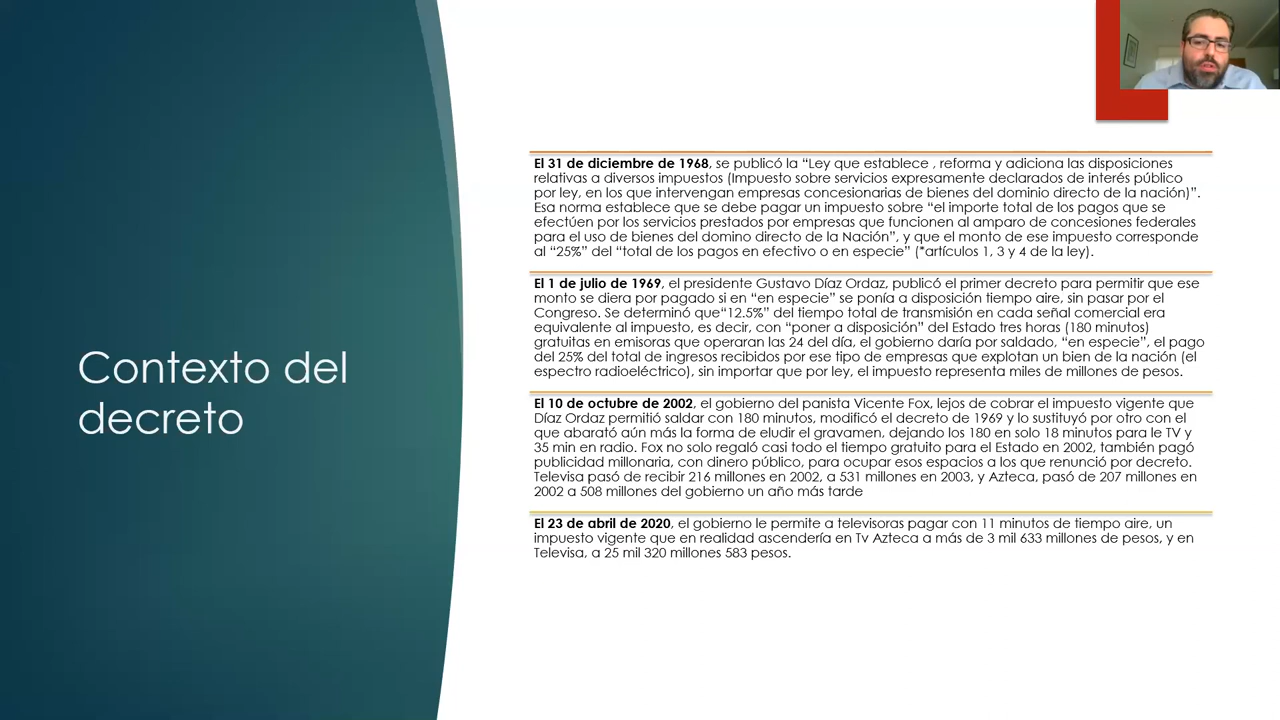 Contexto del
decreto
El 31 de diciembre de 1968, se publicó la “Ley que establece , reforma y adiciona las disposiciones
relativas a diversos impuestos (Impuesto sobre servicios expresamente declarados de interés público
por ley, en los que intervengan empresas concesionarias de bienes del dominio directo de la nación)”.
Esa norma establece que se debe pagar un impuesto sobre “el importe total de los pagos que se
efectúen por los servicios prestados por empresas que funcionen al amparo de concesiones federales
para el uso de bienes del domino directo de la Nación”, y que el monto de ese impuesto corresponde
al “25%” del “total de los pagos en efectivo o en especie” (*artículos 1, 3 y 4 de la ley).
El 1 de julio de 1969, el presidente Gustavo Díaz Ordaz, publicó el primer decreto para permitir que ese
monto se diera por pagado si en “en especie” se ponía a disposición tiempo aire, sin pasar por el
Congreso. Se determinó que“12.5%” del tiempo total de transmisión en cada señal comercial era
equivalente al impuesto, es decir, con “poner a disposición” del Estado tres horas (180 minutos)
gratuitas en emisoras que operaran las 24 del día, el gobierno daría por saldado, “en especie”, el pago
del 25% del total de ingresos recibidos por ese tipo de empresas que explotan un bien de la nación (el
espectro radioeléctrico), sin importar que por ley, el impuesto representa miles de millones de pesos.
El 10 de octubre de 2002, el gobierno del panista Vicente Fox, lejos de cobrar el impuesto vigente que
Díaz Ordaz permitió saldar con 180 minutos, modificó el decreto de 1969 y lo sustituyó por otro con el
que abarató aún más la forma de eludir el gravamen, dejando los 180 en solo 18 minutos para le TV y
35 min en radio. Fox no solo regaló casi todo el tiempo gratuito para el Estado en 2002, también pagó
publicidad millonaria, con dinero público, para ocupar esos espacios a los que renunció por decreto.
Televisa pasó de recibir 216 millones en 2002, a 531 millones en 2003, y Azteca, pasó de 207 millones en
2002 a 508 millones del gobierno un año más tarde
El 23 de abril de 2020, el gobierno le permite a televisoras pagar con 11 minutos de tiempo aire, un
impuesto vigente que en realidad ascendería en Tv Azteca a más de 3 mil 633 millones de pesos, y en
Televisa, a 25 mil 320 millones 583 pesos.